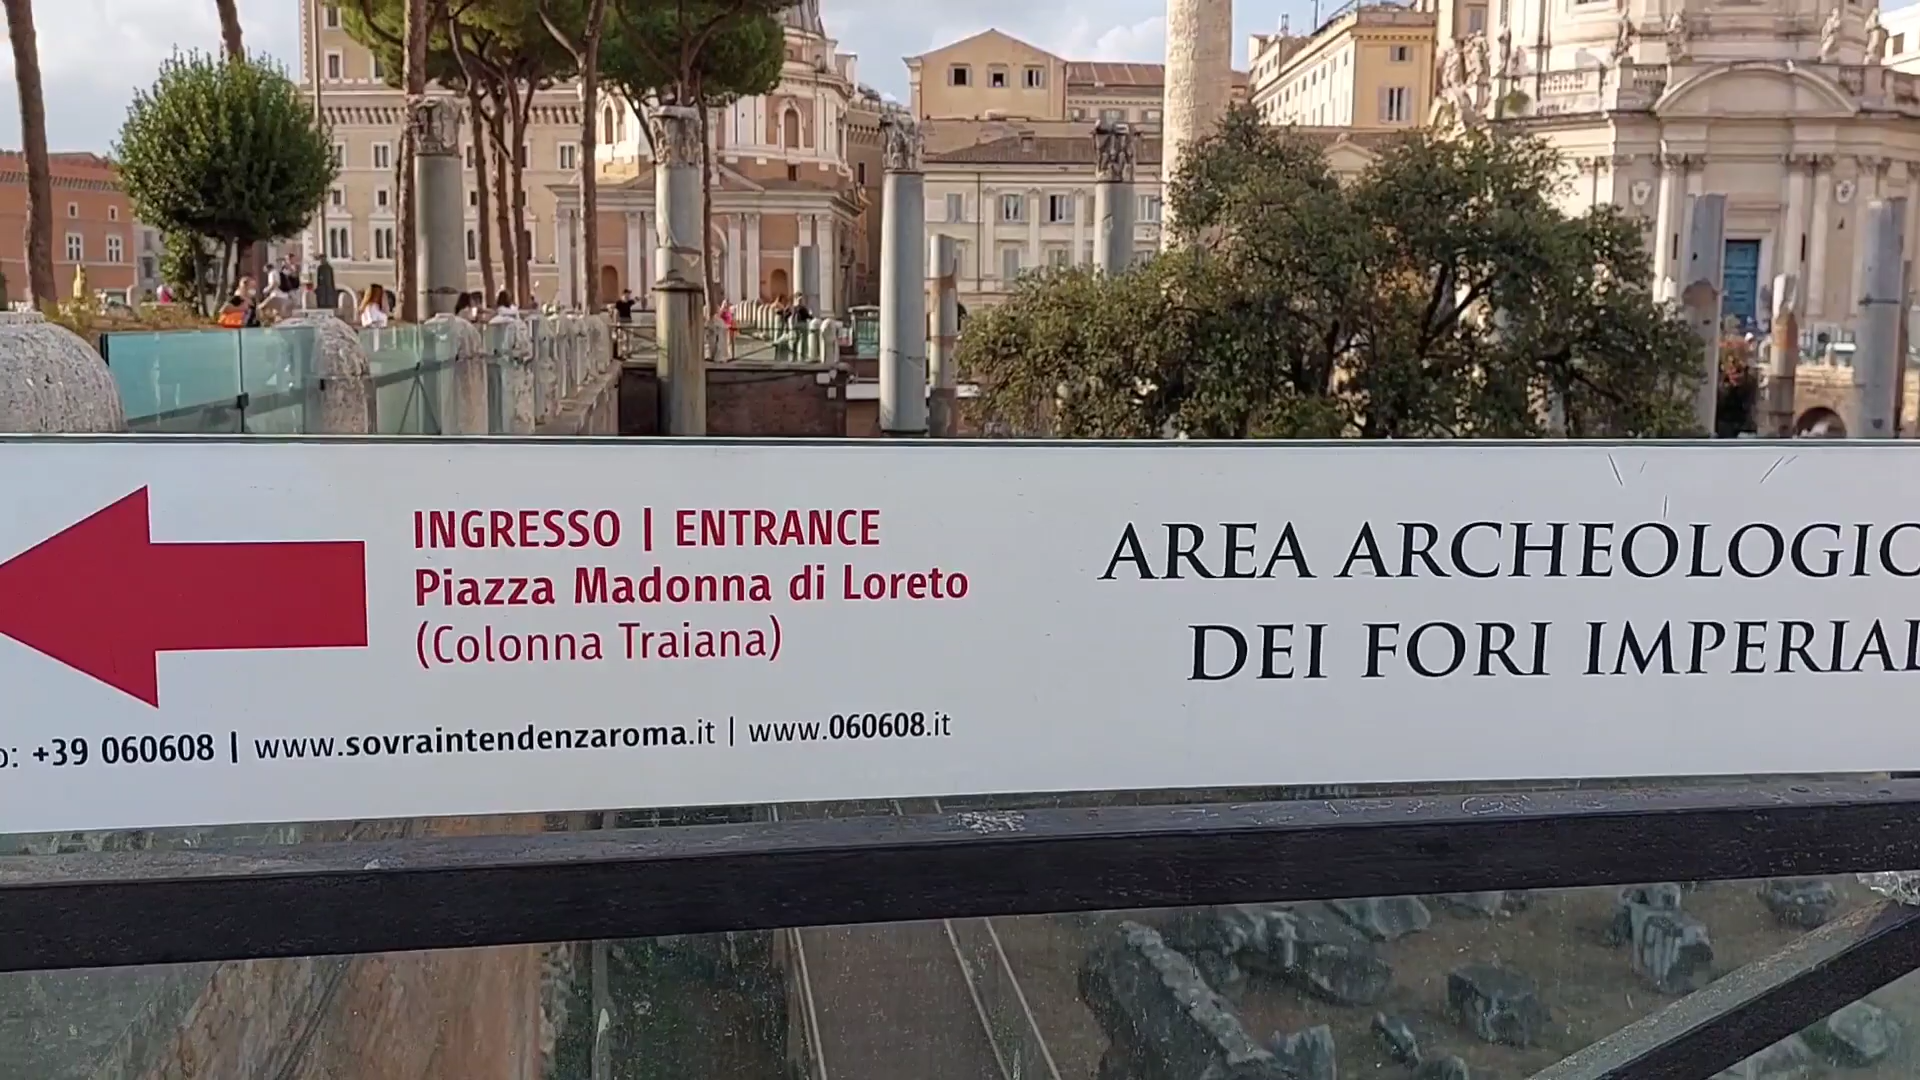 INGRESSO | ENTRANCE
Piazza Madonna di Loreto
(Colonna Traiana)
+39 060608 | www.sovraintendenzaroma.it | www.060608.it
AREA ARCHEOLOGIC
DEI FORI IMPERIAL